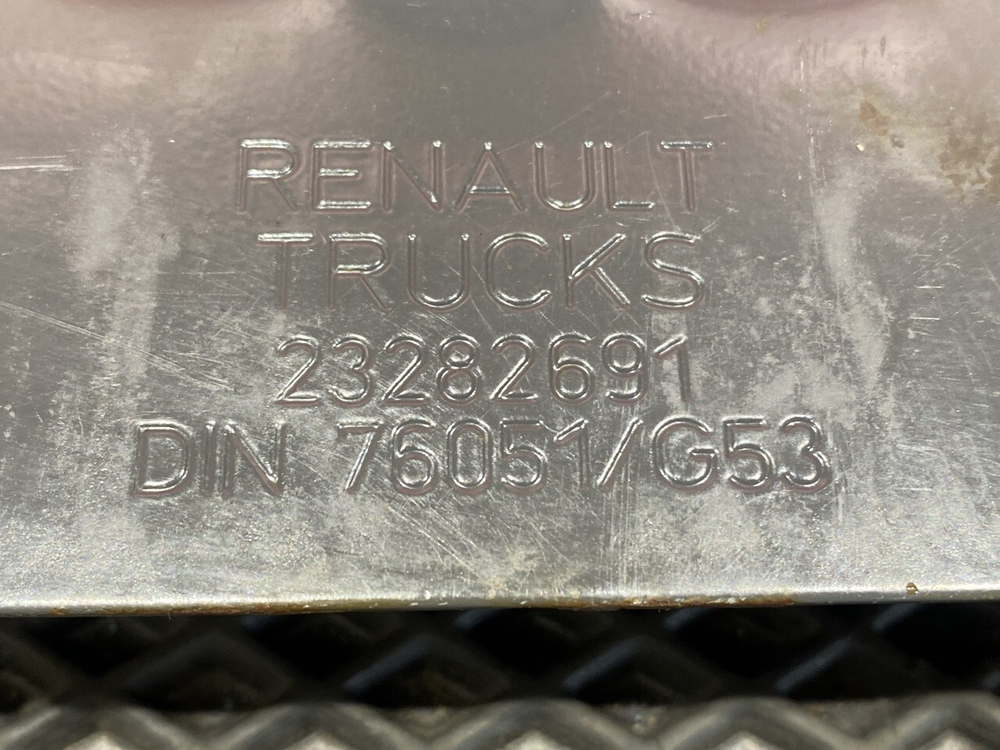 RENAULT
TRUCKS
23282691
DIN 76051/G53